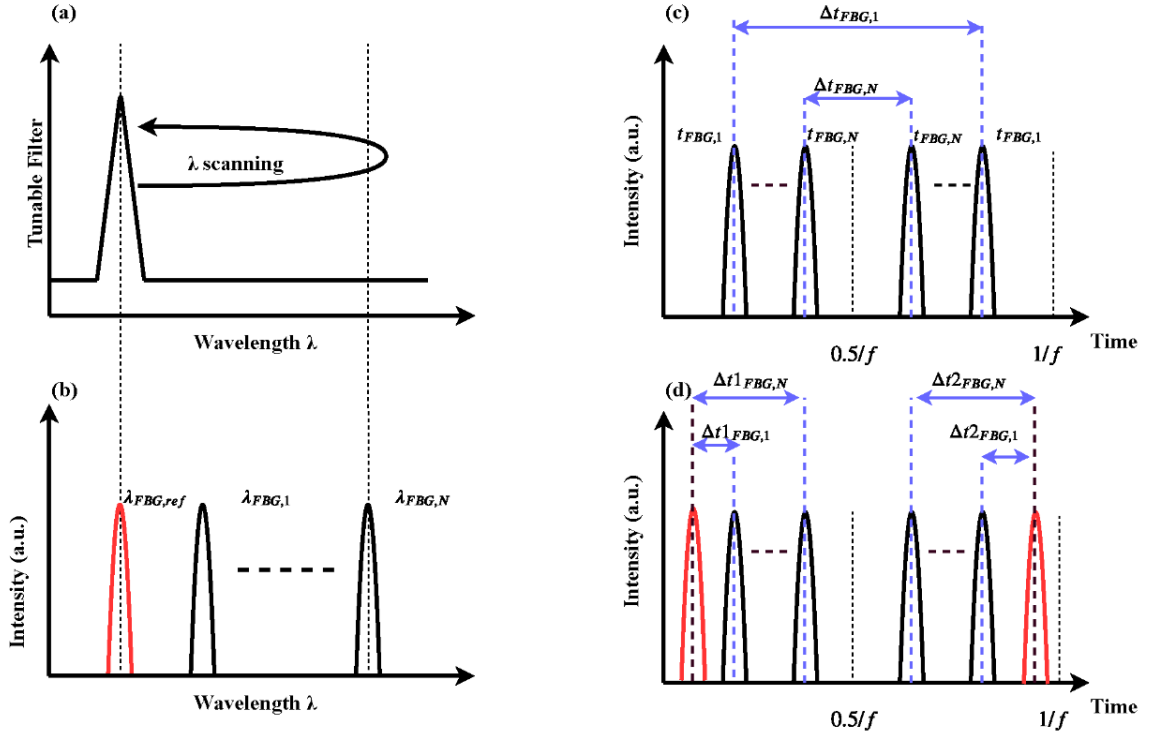 (a)
Tunable Filter
λ scanning
Wavelength λ
(b)
Intensity (a.u.)
λFBG,ref
λFBG,1
λFBG,N
Wavelength λ
(c)
Intensity (a.u.)
ΔtFBG,1
ΔtFBG,N
tFBG,1 tFBG,N tFBG,N tFBG,1
0.5/f 1/f
Time
(d)
Intensity (a.u.)
Δt1FBG,N Δt2FBG,N
Δt1FBG,1 Δt2FBG,1
0.5/f 1/f
Time